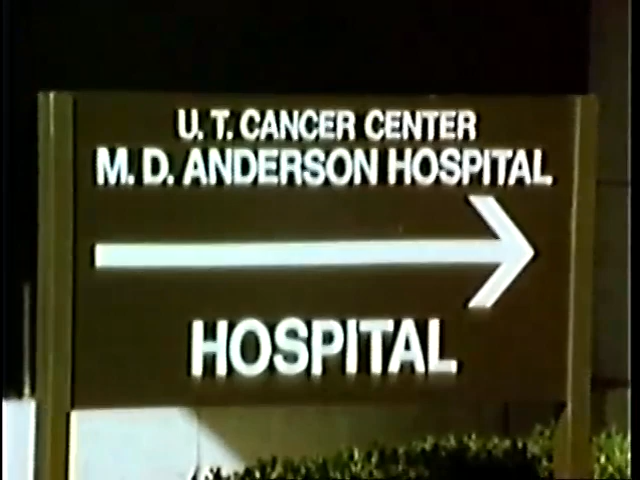 U. T. CANCER CENTER
M. D. ANDERSON HOSPITAL
HOSPITAL